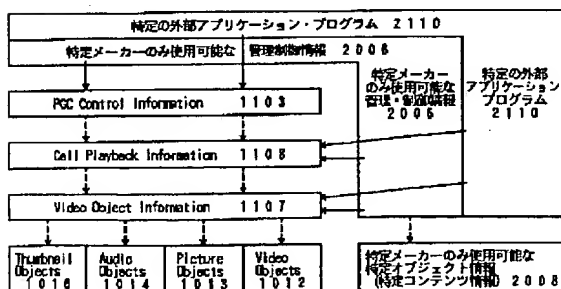 特定の外部アプリケーション・プログラム 2110
特定メーカーのみ使用可能な 管理制御情報 2006
特定メーカー
のみ使用可能な
管理・制御情報
2006
特定の外部
アプリケーション
プログラム
2110
PGC Control Information 1103
Cell Playback Information 1108
Video Object Information 1107
Thumbnail
Objects
1016
Audio
Objects
1014
Picture
Objects
1013
Video
Objects
1012
特定メーカーのみ使用可能な
特定オブジェクト情報
(特定コンテンツ情報) 2008